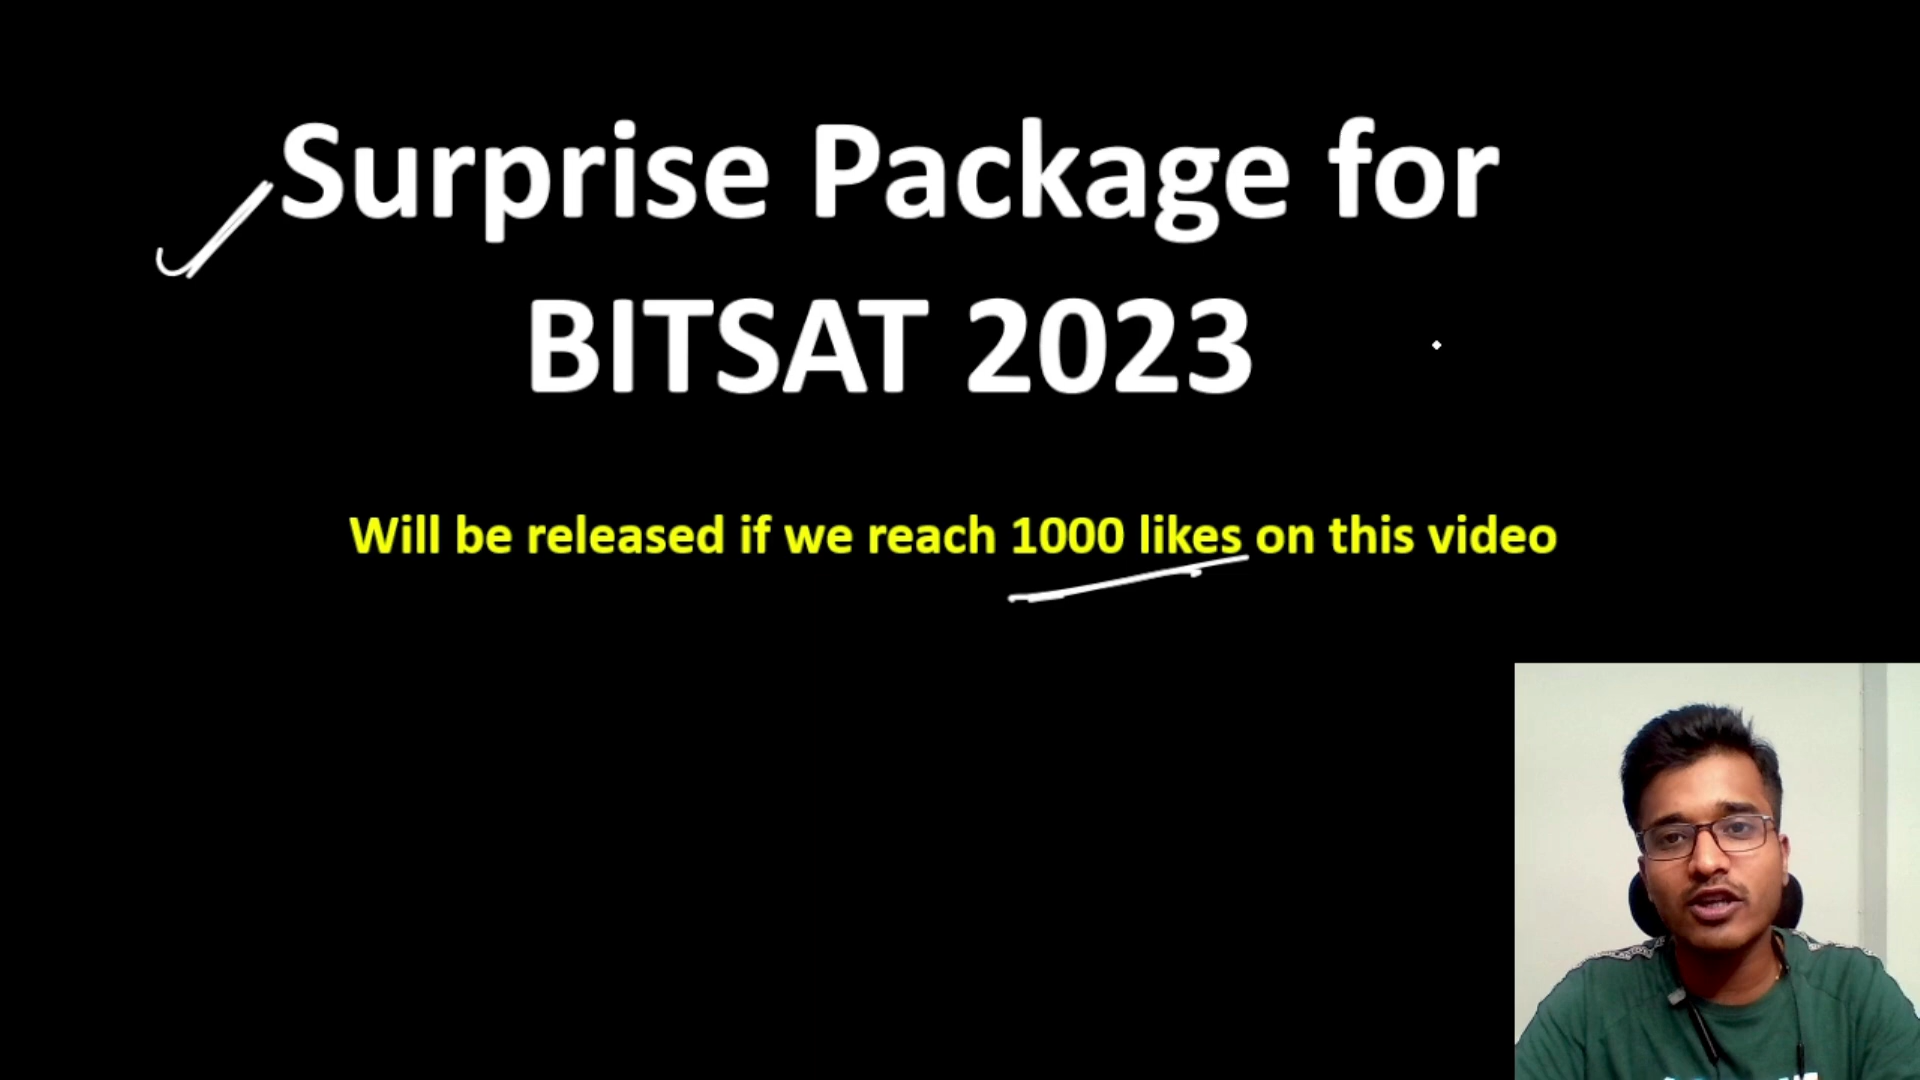 Surprise Package for
BITSAT 2023
Will be released if we reach 1000 likes on this video